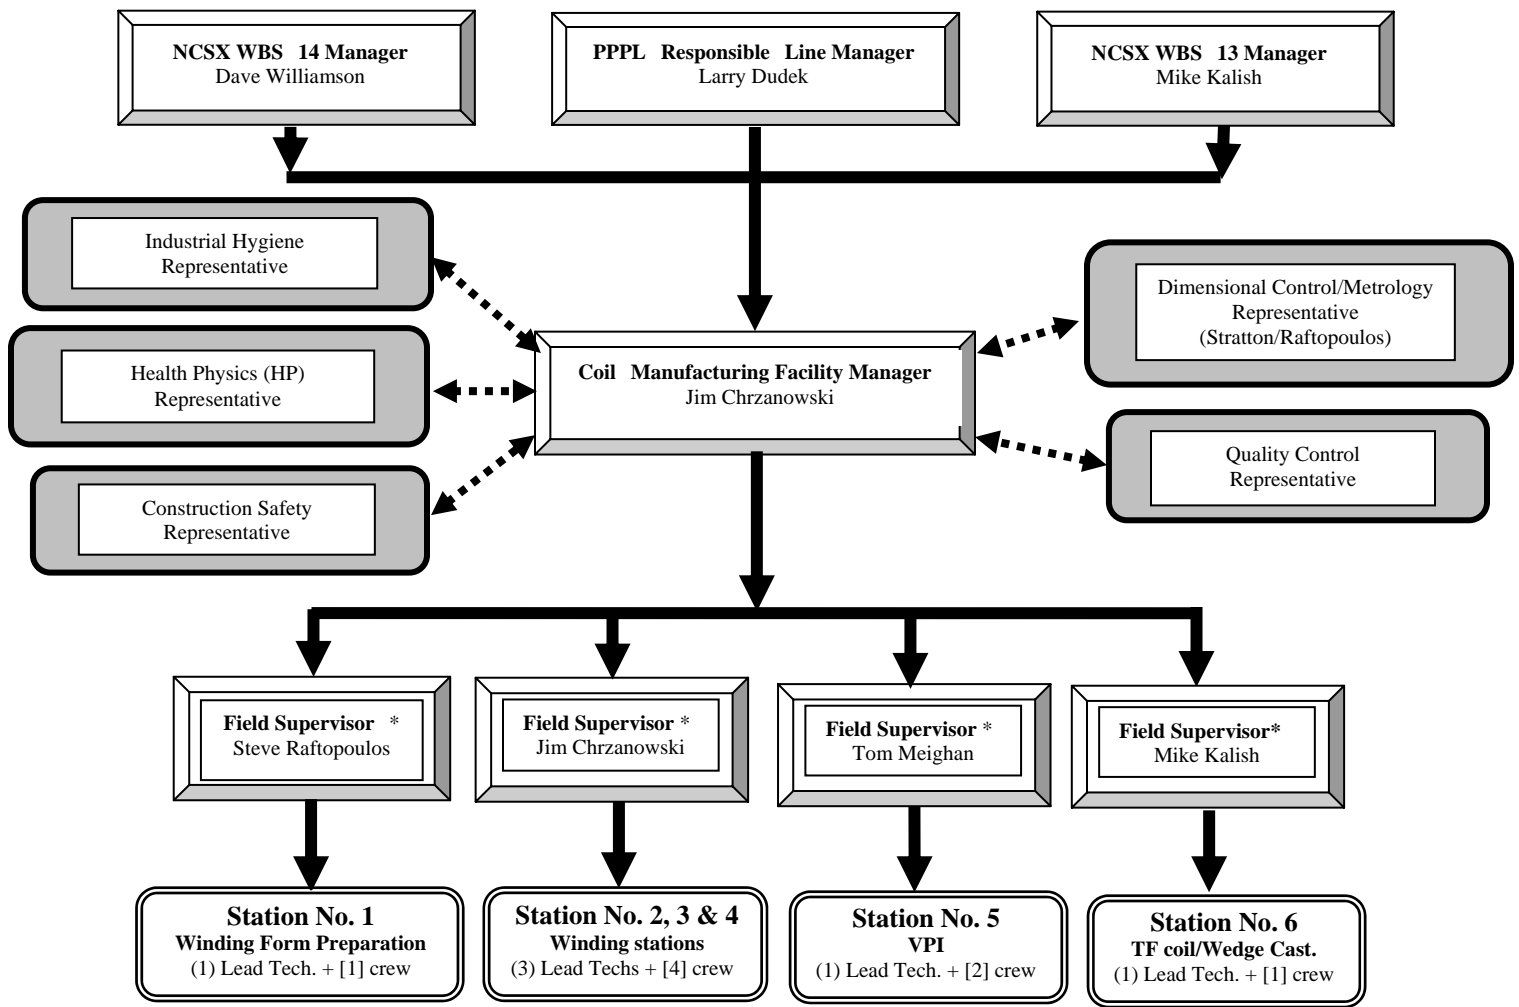 NCSX WBS 14 Manager
Dave Williamson
PPPL Responsible Line Manager
Larry Dudek
NCSX WBS 13 Manager
Mike Kalish
Industrial Hygiene
Representative
Health Physics (HP)
Representative
Construction Safety
Representative
Dimensional Control/Metrology
Representative
(Stratton/Raftopoulos)
Coil Manufacturing Facility Manager
Jim Chrzanowski
Quality Control
Representative
Field Supervisor *
Steve Raftopoulos
Field Supervisor *
Jim Chrzanowski
Field Supervisor *
Tom Meighan
Field Supervisor*
Mike Kalish
Station No. 1
Winding Form Preparation
(1) Lead Tech. + [1] crew
Station No. 2, 3 & 4
Winding stations
(3) Lead Techs + [4] crew
Station No. 5
VPI
(1) Lead Tech. + [2] crew
Station No. 6
TF coil/Wedge Cast.
(1) Lead Tech. + [1] crew